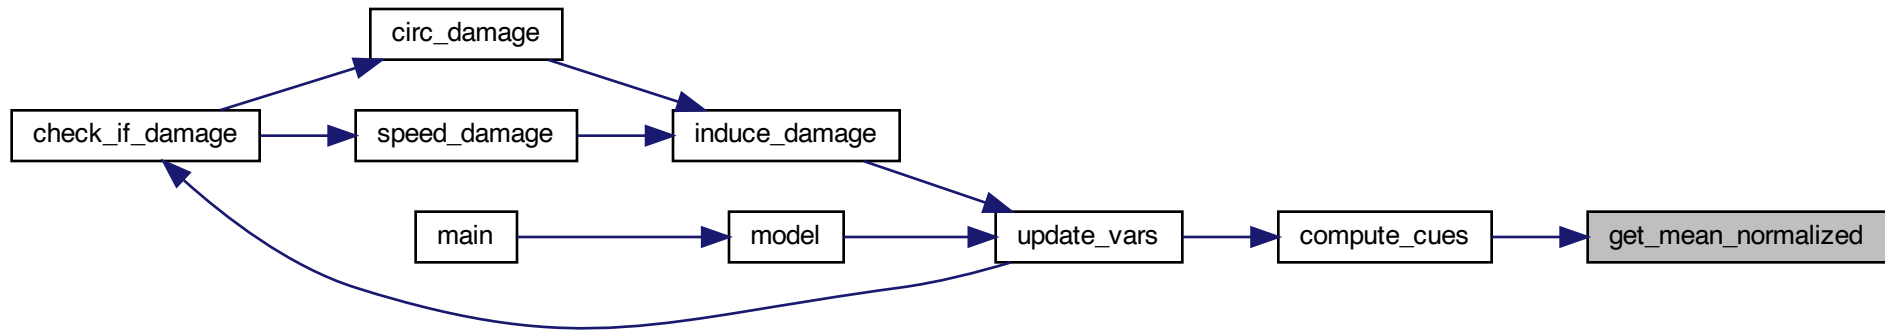 circ_damage
check_if_damage
speed_damage
induce_damage
main
model
update_vars
compute_cues
get_mean_normalized